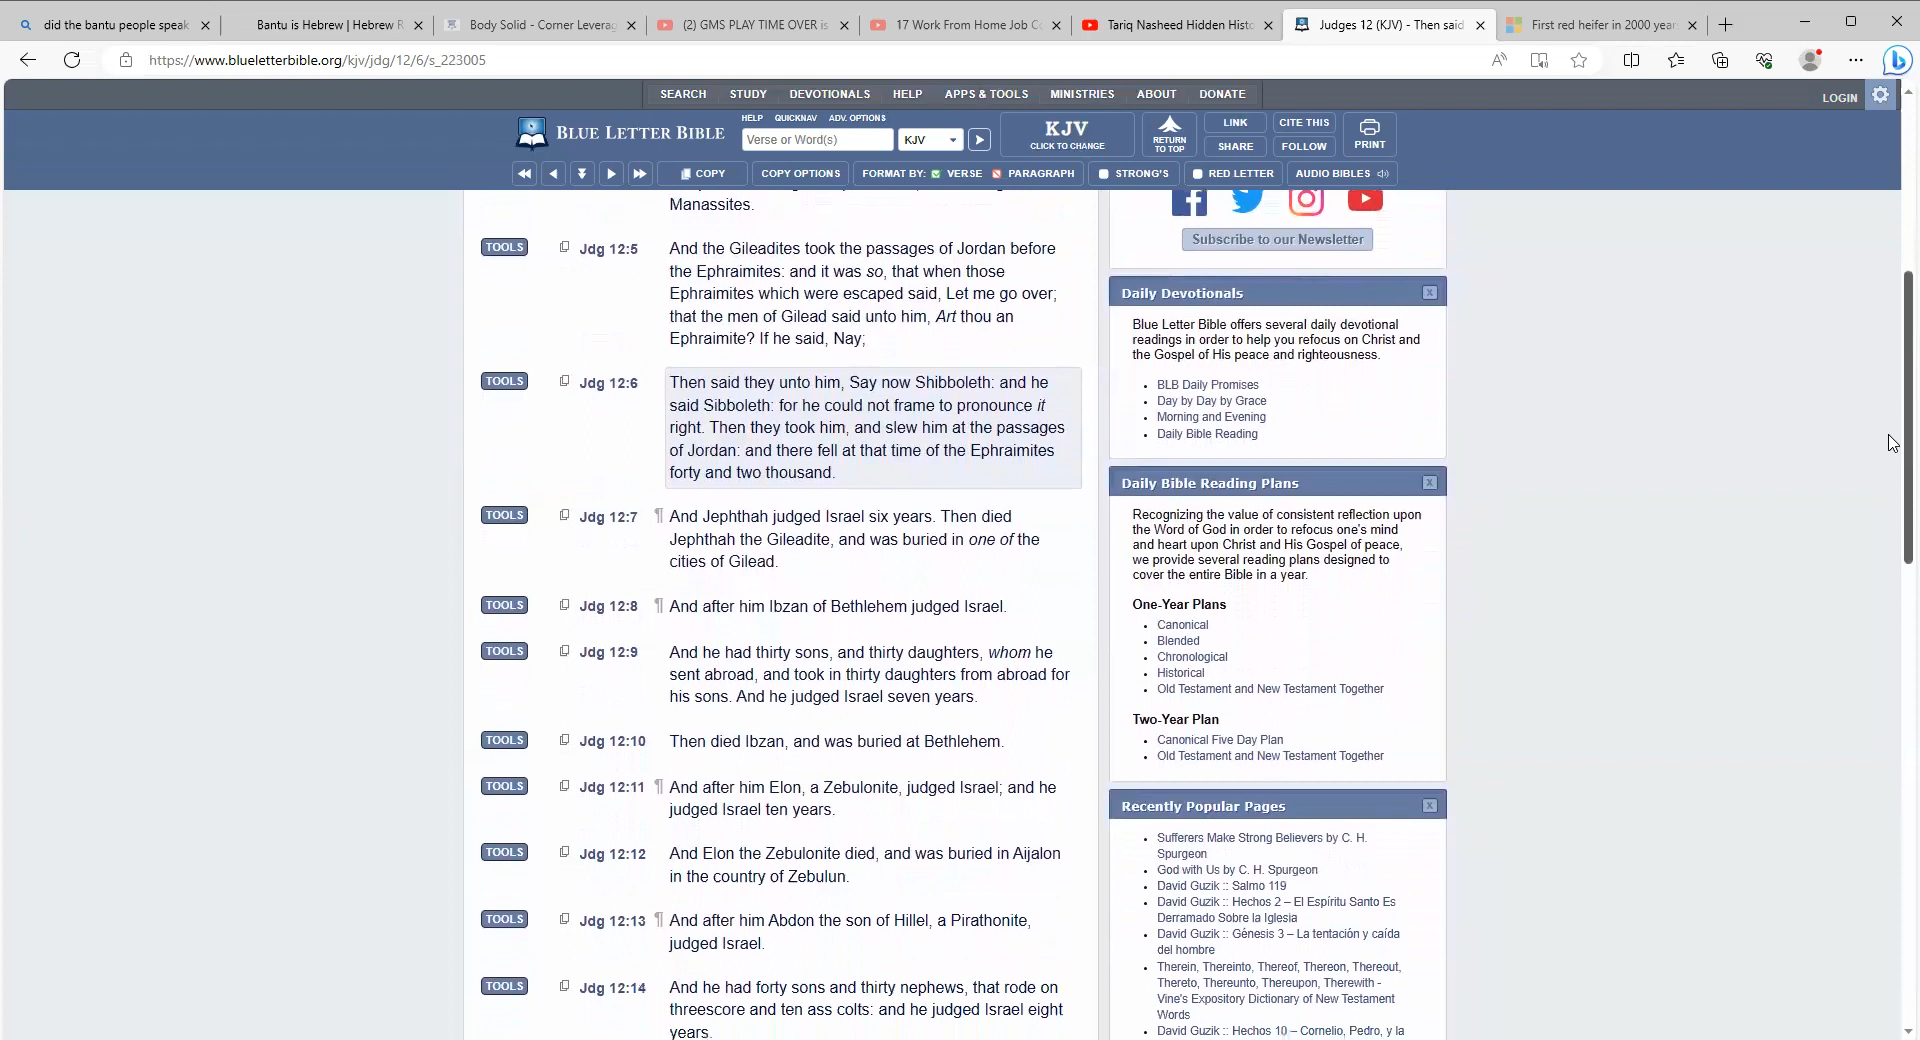 did the bantu people speak
Bantu is Hebrew | Hebrew R
Body Solid - Corner Leverag
(2) GMS PLAY TIME OVER is
17 Work From Home Job Co
Tariq Nasheed Hidden Histo
Judges 12 (KJV) - Then said
First red heifer in 2000 year
https://www.blueletterbible.org/kjv/jdg/12/6/s_223005
SEARCH STUDY DEVOTIONALS HELP APPS & TOOLS MINISTRIES ABOUT DONATE
LOGIN
BLUE LETTER BIBLE
HELP QUICKNAV ADV. OPTIONS
Verse or Word(s)
KJV
KJV
CLICK TO CHANGE
RETURN
TO TOP
LINK
CITE THIS
SHARE
FOLLOW
PRINT
COPY COPY OPTIONS FORMAT BY: VERSE PARAGRAPH STRONG'S RED LETTER AUDIO BIBLES
Manassites.
TOOLS Jdg 12:5 And the Gileadites took the passages of Jordan before
the Ephraimites: and it was so, that when those
Ephraimites which were escaped said, Let me go over;
that the men of Gilead said unto him, Art thou an
Ephraimite? If he said, Nay;
TOOLS Jdg 12:6 Then said they unto him, Say now Shibboleth: and he
said Sibboleth: for he could not frame to pronounce it
right. Then they took him, and slew him at the passages
of Jordan: and there fell at that time of the Ephraimites
forty and two thousand.
TOOLS Jdg 12:7 ¶ And Jephthah judged Israel six years. Then died
Jephthah the Gileadite, and was buried in one of the
cities of Gilead.
TOOLS Jdg 12:8 ¶ And after him Ibzan of Bethlehem judged Israel.
TOOLS Jdg 12:9 And he had thirty sons, and thirty daughters, whom he
sent abroad, and took in thirty daughters from abroad for
his sons. And he judged Israel seven years.
TOOLS Jdg 12:10 Then died Ibzan, and was buried at Bethlehem.
TOOLS Jdg 12:11 ¶ And after him Elon, a Zebulonite, judged Israel; and he
judged Israel ten years.
TOOLS Jdg 12:12 And Elon the Zebulonite died, and was buried in Aijalon
in the country of Zebulun.
TOOLS Jdg 12:13 ¶ And after him Abdon the son of Hillel, a Pirathonite,
judged Israel.
TOOLS Jdg 12:14 And he had forty sons and thirty nephews, that rode on
threescore and ten ass colts: and he judged Israel eight
years.
Subscribe to our Newsletter
Daily Devotionals
Blue Letter Bible offers several daily devotional
readings in order to help you refocus on Christ and
the Gospel of His peace and righteousness.
BLB Daily Promises
Day by Day by Grace
Morning and Evening
Daily Bible Reading
Daily Bible Reading Plans
Recognizing the value of consistent reflection upon
the Word of God in order to refocus one's mind
and heart upon Christ and His Gospel of peace,
we provide several reading plans designed to
cover the entire Bible in a year.
One-Year Plans
Canonical
Blended
Chronological
Historical
Old Testament and New Testament Together
Two-Year Plan
Canonical Five Day Plan
Old Testament and New Testament Together
Recently Popular Pages
Sufferers Make Strong Believers by C. H.
Spurgeon
God with Us by C. H. Spurgeon
David Guzik :: Salmo 119
David Guzik :: Hechos 2 – El Espíritu Santo Es
Derramado Sobre la Iglesia
David Guzik :: Génesis 3 – La tentación y caída
del hombre
Therein, Thereinto, Thereof, Thereon, Thereout,
Thereto, Thereunto, Thereupon, Therewith -
Vine's Expository Dictionary of New Testament
Words
David Guzik :: Hechos 10 – Cornelio, Pedro, y la